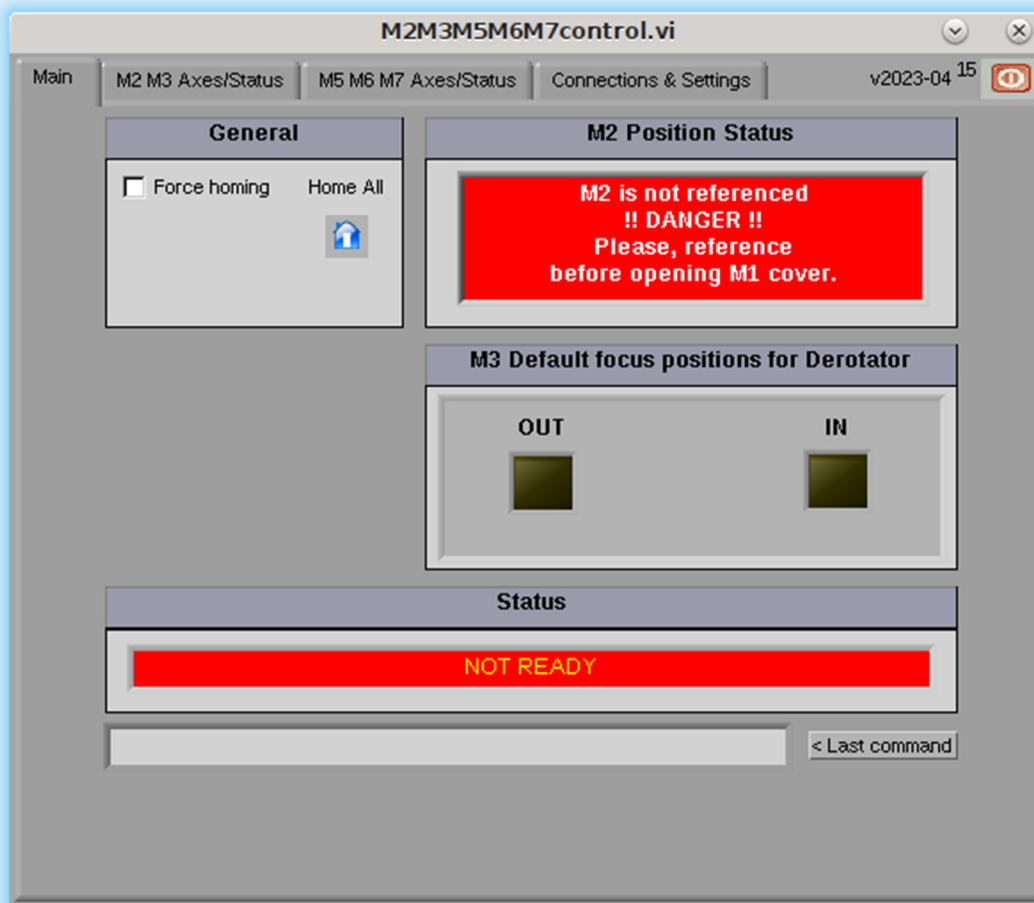 M2M3M5M6M7control.vi
Main
M2 M3 Axes/Status
M5 M6 M7 Axes/Status
Connections & Settings
v2023-04 15
General
Force homing
Home All
M2 Position Status
M2 is not referenced
!! DANGER !!
Please, reference
before opening M1 cover.
M3 Default focus positions for Derotator
OUT
IN
Status
NOT READY
< Last command